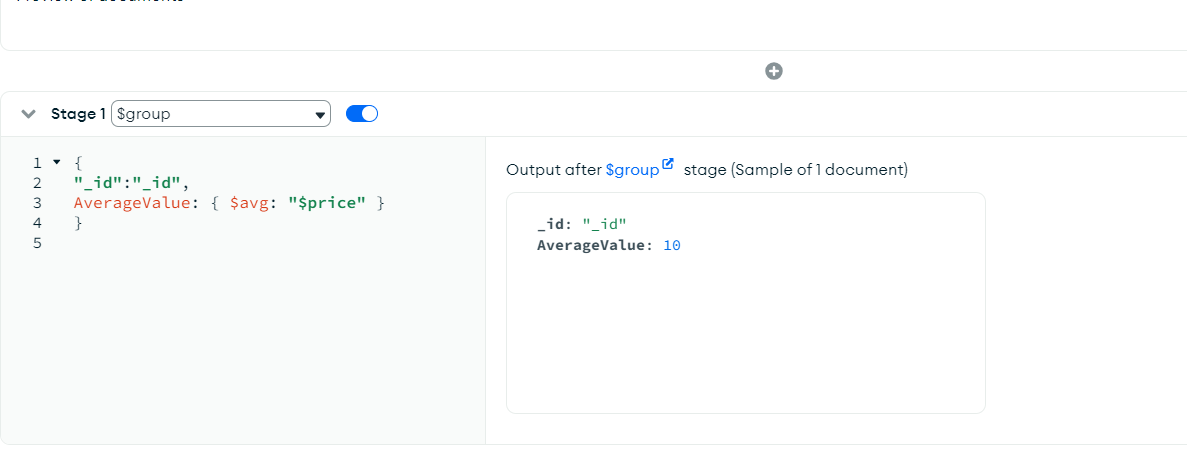 Stage 1 $group
1 {
2 "_id":"_id",
3 AverageValue: { $avg: "$price" }
4 }
5
Output after $group stage (Sample of 1 document)
_id: "_id"
AverageValue: 10